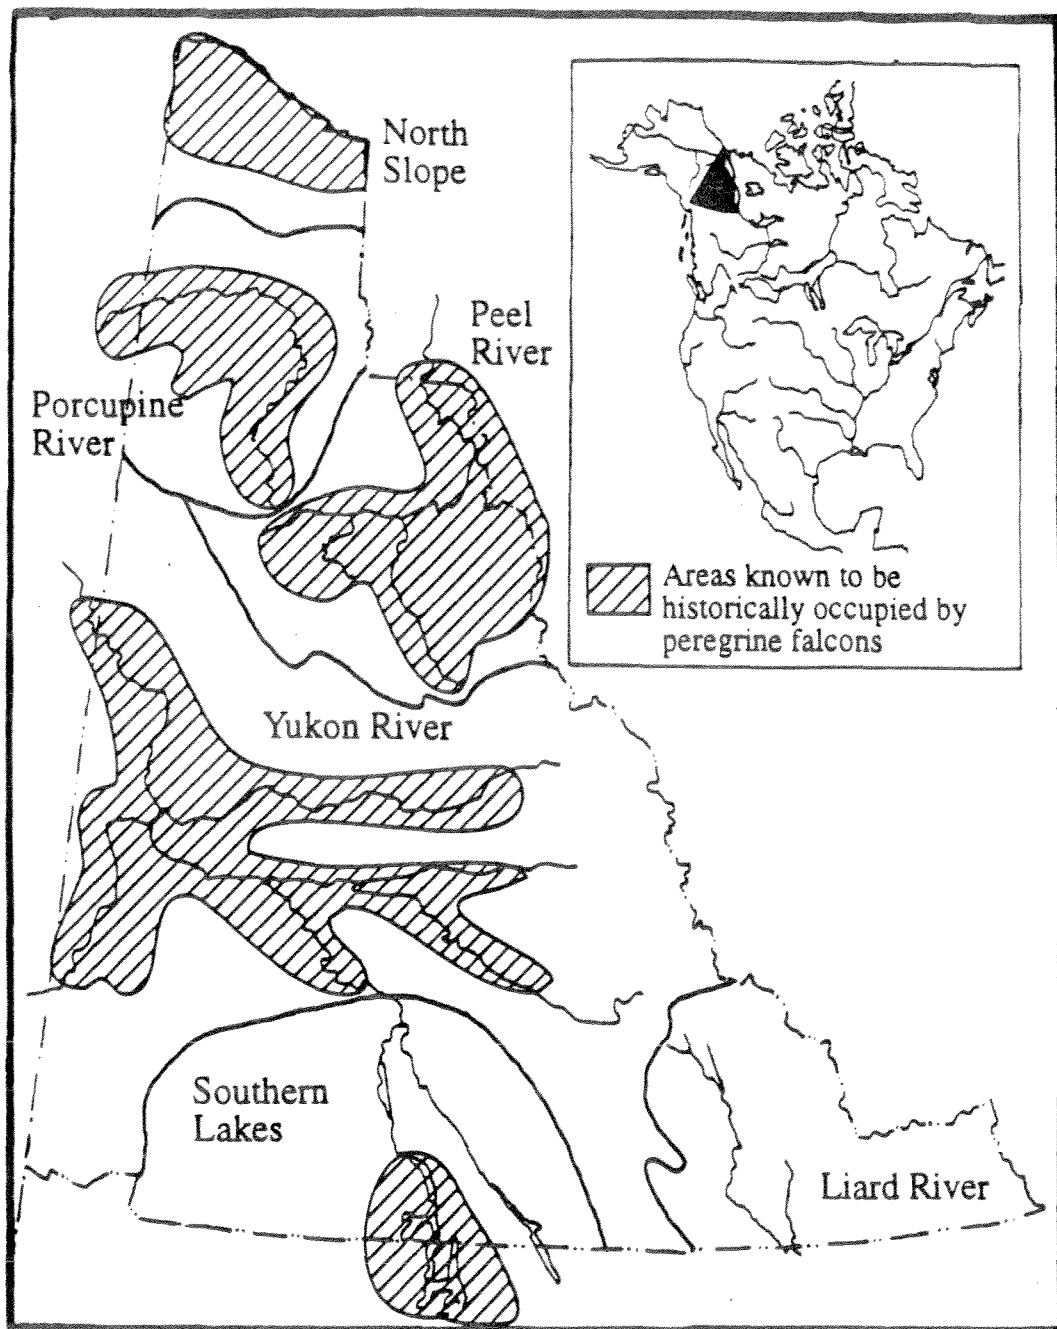 North
Slope
Peel
River
Porcupine
River
Areas known to be
historically occupied by
peregrine falcons
Yukon River
Southern
Lakes
Liard River